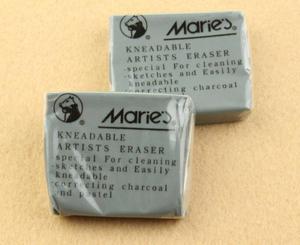 Marie's
KNEADABLE
ARTISTS ERASER
-special For cleaning
-sketches and Easily
kneadable
-correcting charcoal
Marie's
KNEADABLE
ARTISTS ERASER
-special For cleaning
-sketches and Easily
kneadable
-correcting charcoal
and pastel